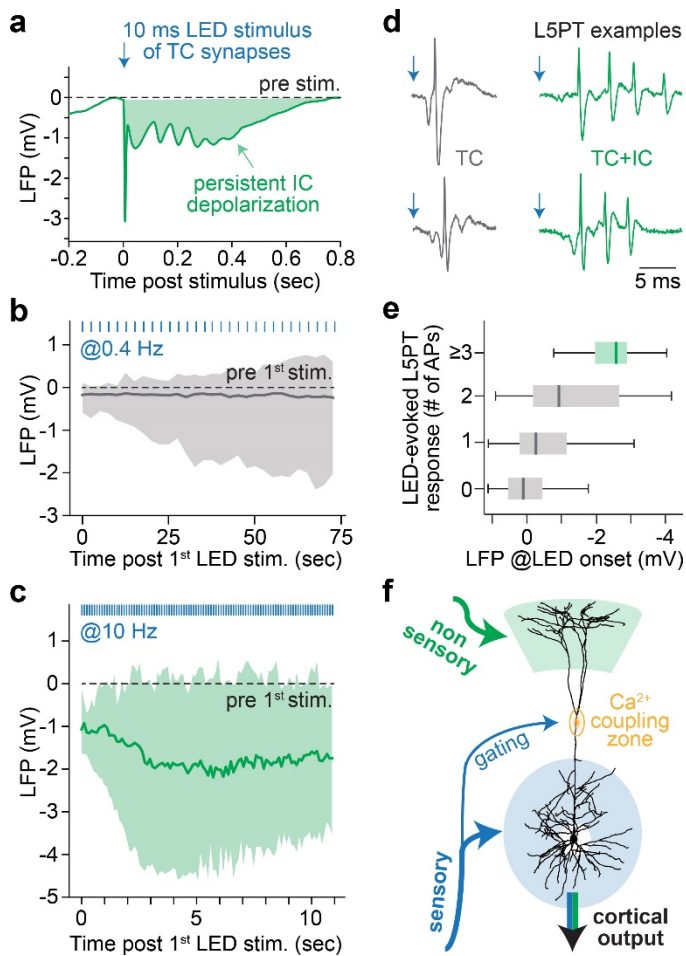 a
10 ms LED stimulus
of TC synapses
pre stim.
0
-1
-2
-3
LFP (mV)
persistent IC
depolarization
-0.2 0 0.2 0.4 0.6 0.8
Time post stimulus (sec)
b
@0.4 Hz
pre 1st stim.
1
0
-1
-2
-3
LFP (mV)
0 25 50 75
Time post 1st LED stim. (sec)
c
@10 Hz
pre 1st stim.
1
0
-1
-2
-3
-4
-5
LFP (mV)
0 5 10
Time post 1st LED stim. (sec)
d
L5PT examples
TC
TC+IC
5 ms
e
≥3
2
1
0
LED-evoked L5PT
response (# of APs)
0 -2 -4
LFP @LED onset (mV)
f
non
sensory
Ca2+
coupling
zone
gating
sensory
cortical
output